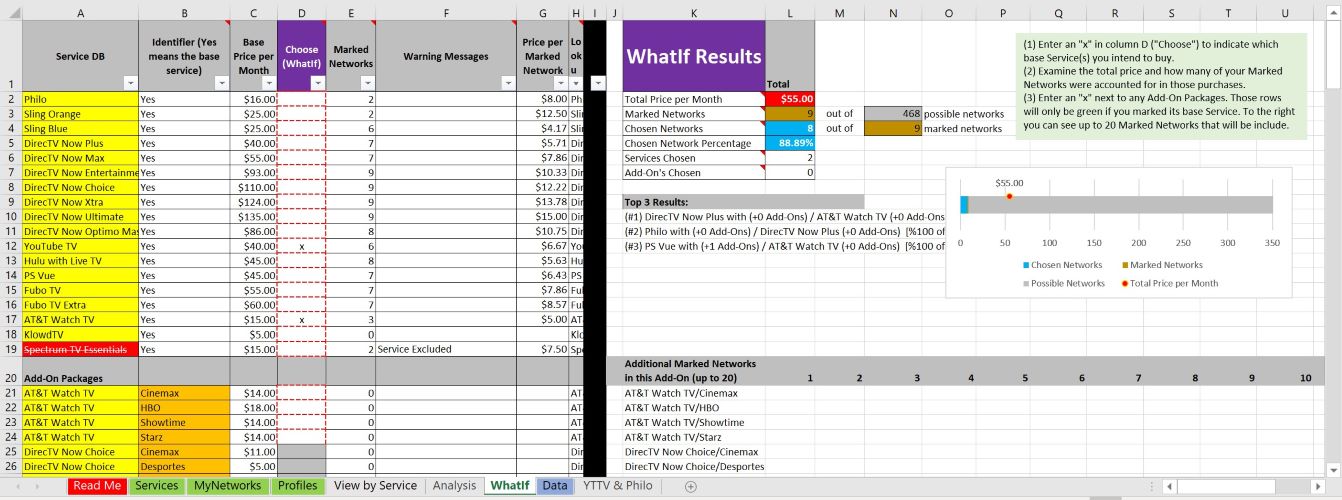 A B C D E F G H I J K L M N O P Q R S T U
1 Service DB Identifier (Yes means the base service) Base Price per Month Choose (WhatIf) Marked Networks Warning Messages Price per Marked Network Lo ok u WhatIf Results Total
2 Philo Yes $16.00 2 $8.00 Ph Total Price per Month $55.00
3 Sling Orange Yes $25.00 2 $12.50 Sli Marked Networks 9 out of 468 possible networks
4 Sling Blue Yes $25.00 6 $4.17 Sli Chosen Networks 8 out of 9 marked networks
5 DirecTV Now Plus Yes $40.00 7 $5.71 Dir Chosen Network Percentage 88.89%
6 DirecTV Now Max Yes $55.00 7 $7.86 Dir Services Chosen 2
7 DirecTV Now Entertainme Yes $93.00 9 $10.33 Dir Add-On's Chosen 0
8 DirecTV Now Choice Yes $110.00 9 $12.22 Dir
9 DirecTV Now Xtra Yes $124.00 9 $13.78 Dir Top 3 Results:
10 DirecTV Now Ultimate Yes $135.00 9 $15.00 Dir (#1) DirecTV Now Plus with (+0 Add-Ons) / AT&T Watch TV (+0 Add-Ons
11 DirecTV Now Optimo Mas Yes $86.00 8 $10.75 Dir (#2) Philo with (+0 Add-Ons) / DirecTV Now Plus (+0 Add-Ons) [%100 of
12 YouTube TV Yes $40.00 x 6 $6.67 You (#3) PS Vue with (+1 Add-Ons) / AT&T Watch TV (+0 Add-Ons) [%100 of
13 Hulu with Live TV Yes $45.00 8 $5.63 Hu
14 PS Vue Yes $45.00 7 $6.43 PS
15 Fubo TV Yes $55.00 7 $7.86 Ful
16 Fubo TV Extra Yes $60.00 7 $8.57 Ful
17 AT&T Watch TV Yes $15.00 x 3 $5.00 AT
18 KlowdTV Yes $5.00 0 Klo
19 Spectrum TV Essentials Yes $15.00 2 Service Excluded $7.50 Spe
20 Add-On Packages Additional Marked Networks in this Add-On (up to 20) 1 2 3 4 5 6 7 8 9 10
21 AT&T Watch TV Cinemax $14.00 0 AT AT&T Watch TV/Cinemax
22 AT&T Watch TV HBO $18.00 0 AT AT&T Watch TV/HBO
23 AT&T Watch TV Showtime $14.00 0 AT AT&T Watch TV/Showtime
24 AT&T Watch TV Starz $14.00 0 AT AT&T Watch TV/Starz
25 DirecTV Now Choice Cinemax $11.00 0 Dir DirecTV Now Choice/Cinemax
26 DirecTV Now Choice Desportes $5.00 0 Dir DirecTV Now Choice/Desportes
(1) Enter an "x" in column D ("Choose") to indicate which
base Service(s) you intend to buy.
(2) Examine the total price and how many of your Marked
Networks were accounted for in those purchases.
(3) Enter an "x" next to any Add-On Packages. Those rows
will only be green if you marked its base Service. To the right
you can see up to 20 Marked Networks that will be include.
$55.00
0 50 100 150 200 250 300 350
Chosen Networks Marked Networks
Possible Networks Total Price per Month
Read Me Services MyNetworks Profiles View by Service Analysis WhatIf Data YTTV & Philo